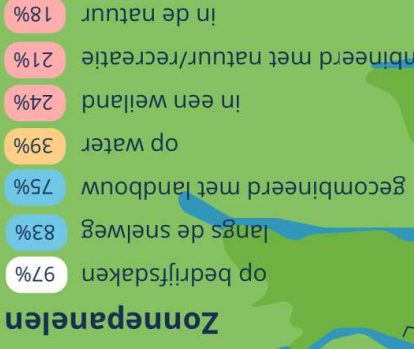 Zonnepanelen
op bedrijfsdaken 97%
langs de snelweg 83%
gecombineerd met landbouw 75%
op water 39%
in een weiland 24%
mbineerd met natuur/recreatie 21%
in de natuur 18%